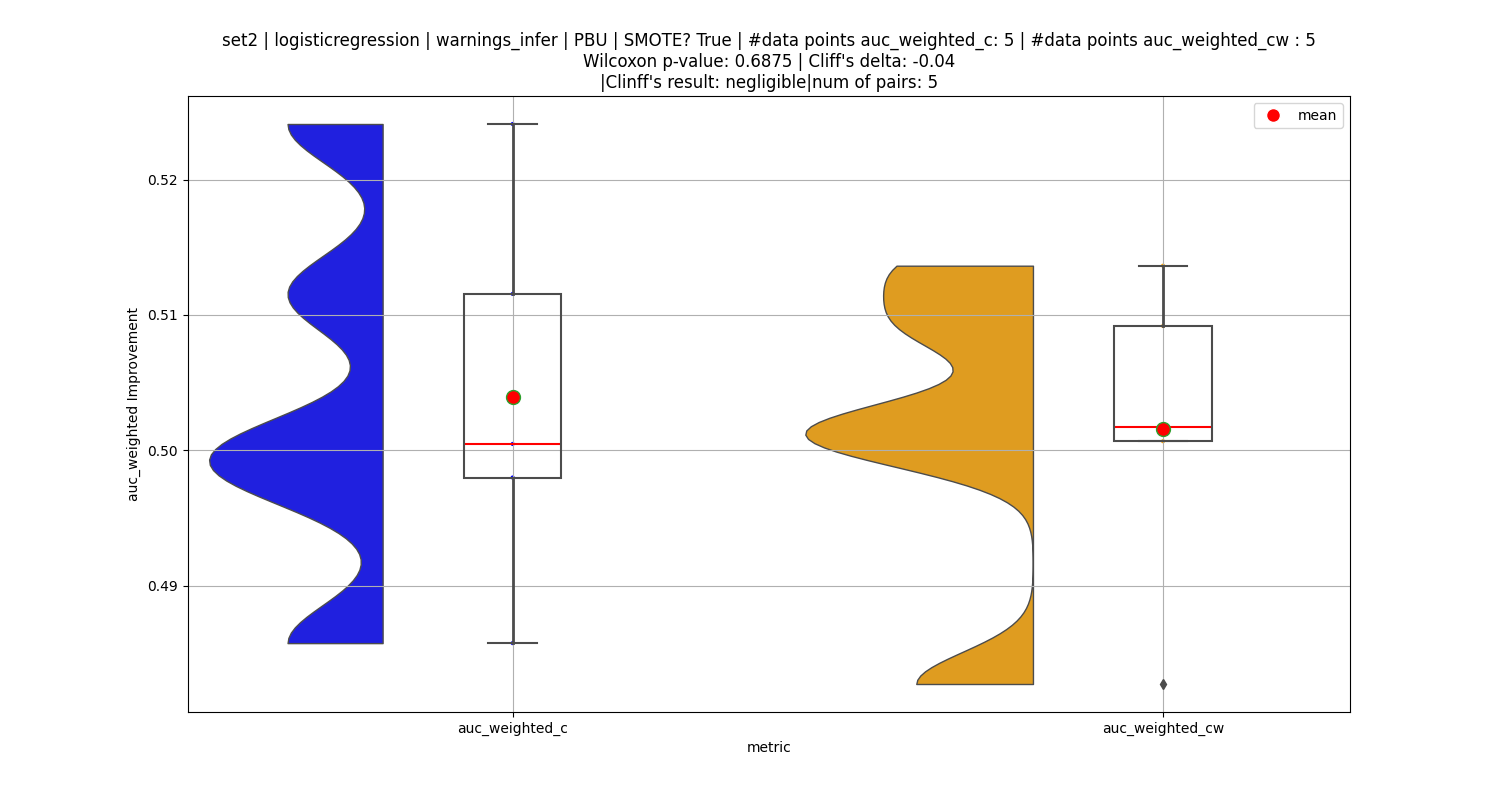 set2 | logisticregression | warnings_infer | PBU | SMOTE? True | #data points auc_weighted_c: 5 | #data points auc_weighted_cw : 5
Wilcoxon p-value: 0.6875 | Cliff's delta: -0.04
|Clinff's result: negligible|num of pairs: 5
mean
0.52
0.51
0.50
0.49
auc_weighted Improvement
auc_weighted_c
auc_weighted_cw
metric